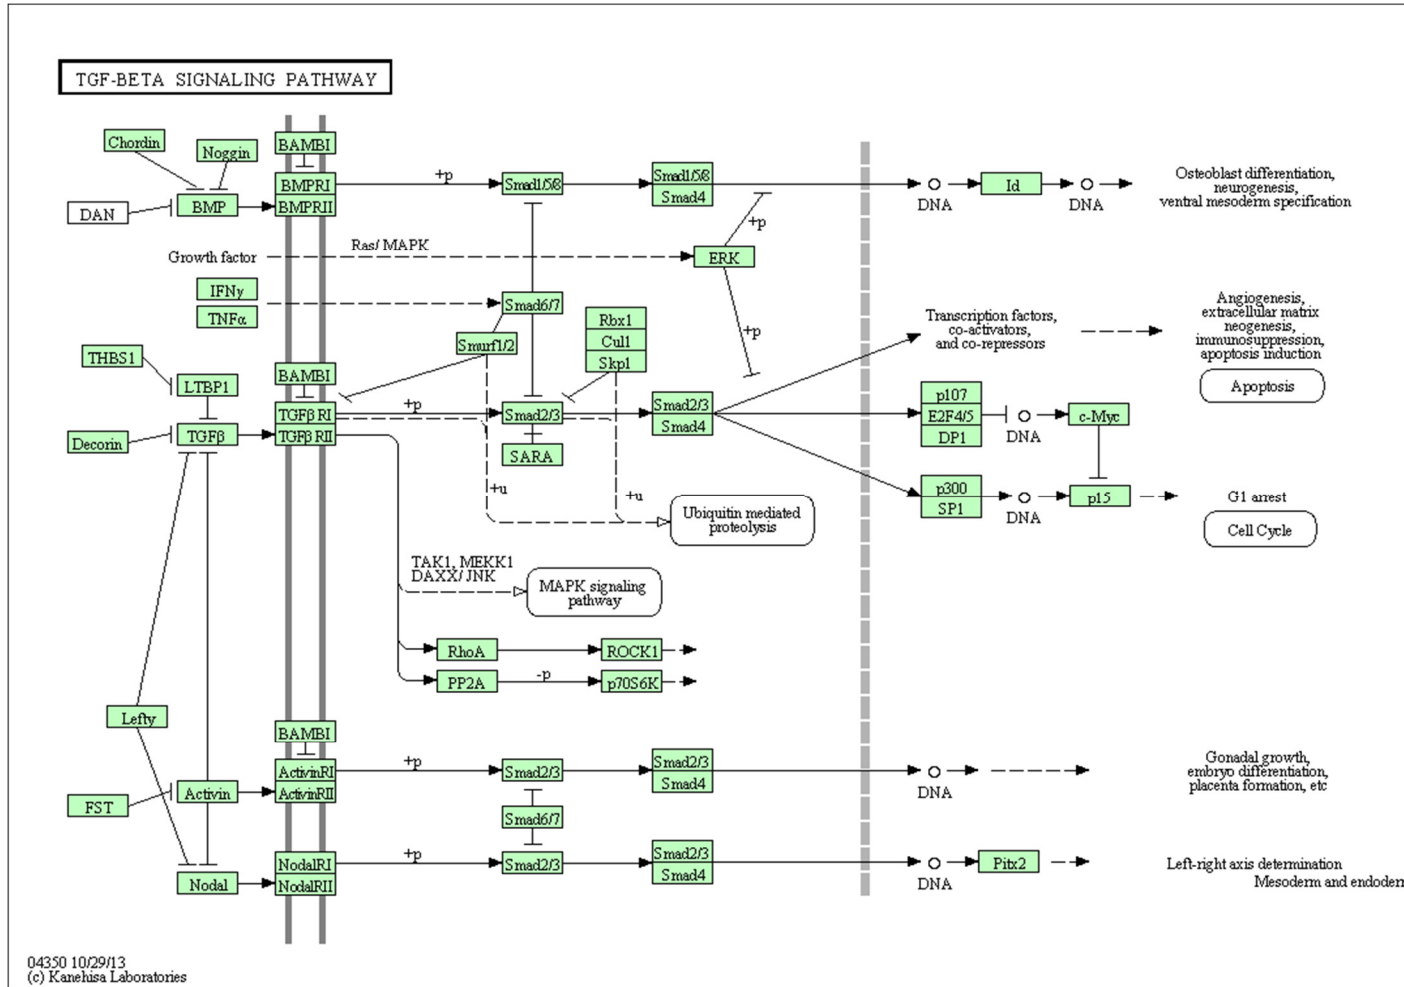 TGF-BETA SIGNALING PATHWAY
Chordin
Noggin
BAMBI
DAN
BMP
BMPRI
BMPRII
+p
Smad1/5/8
Smad1/5/8
Smad4
DNA
Id
DNA
Osteoblast differentiation,
neurogenesis,
ventral mesoderm specification
Growth factor
Ras/ MAPK
ERK
+p
+p
IFNγ
TNFα
Smad6/7
Smurf1/2
Rbx1
Cul1
Skp1
Transcription factors,
co-activators,
and co-repressors
Angiogenesis,
extracellular matrix
neogenesis,
immunosuppression,
apoptosis induction
Apoptosis
THBS1
LTBP1
BAMBI
Decorin
TGFβ
TGFβ RI
TGFβ RII
+p
Smad2/3
SARA
Smad2/3
Smad4
p107
E2F4/5
DP1
DNA
c-Myc
p300
SP1
DNA
p15
G1 arrest
Cell Cycle
+u
+u
Ubiquitin mediated
proteolysis
TAK1, MEKK1
DAXX/ JNK
MAPK signaling
pathway
RhoA
ROCK1
PP2A
-p
p70S6K
Lefty
BAMBI
FST
Activin
ActivinRI
ActivinRII
+p
Smad2/3
Smad2/3
Smad4
DNA
Gonadal growth,
embryo differentiation,
placenta formation, etc
Smad6/7
Nodal
NodalRI
NodalRII
+p
Smad2/3
Smad2/3
Smad4
DNA
Pitx2
Left-right axis determination
Mesoderm and endoderm
04350 10/29/13
(c) Kanehisa Laboratories